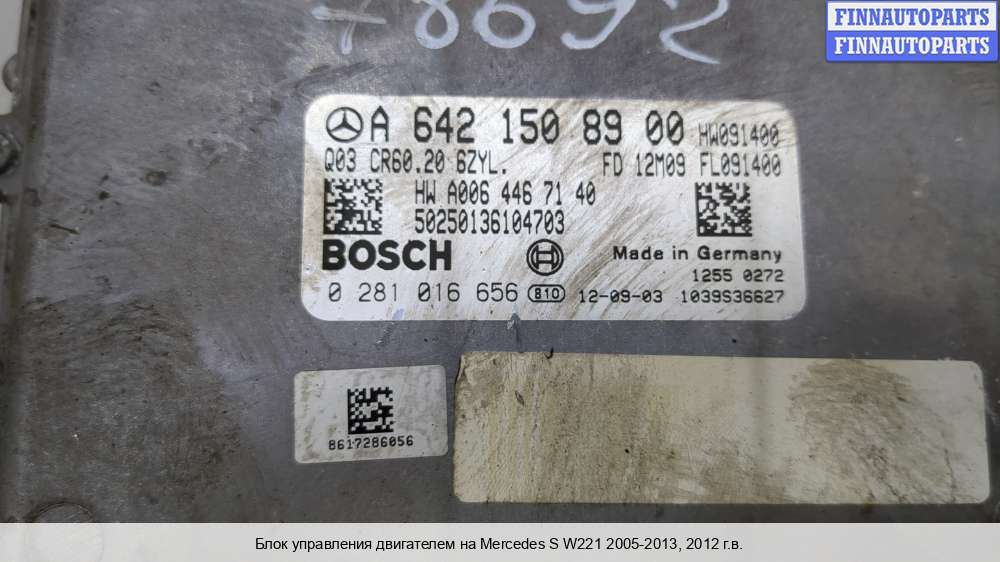 78692
FINNAUTOPARTS
FINNAUTOPARTS
A 642 150 89 00 HW091400
Q03 CR60.20 6ZYL. FD 12M09 FL091400
HW A006 446 71 40
50250136104703
BOSCH Made in Germany
1255 0272
0 281 016 656 810 12-09-03 1039S36627
8617286056
Блок управления двигателем на Mercedes S W221 2005-2013, 2012 г.в.